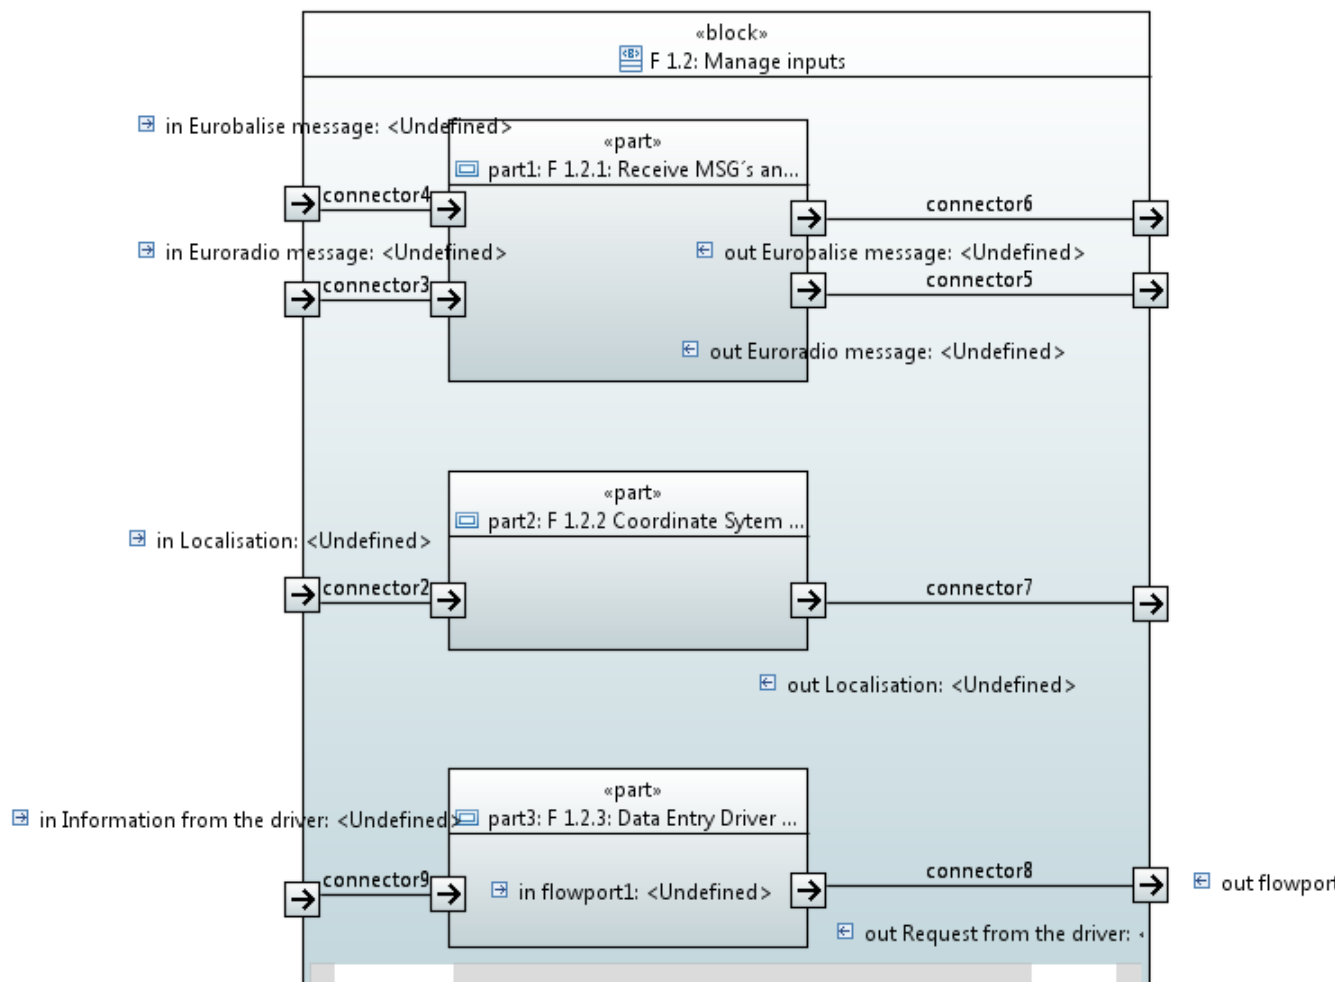 «block»
F 1.2: Manage inputs
in Eurobalise message: <Undefined>
«part»
part1: F 1.2.1: Receive MSG´s an...
connector4
connector6
in Euroradio message: <Undefined>
out Eurobalise message: <Undefined>
connector3
connector5
out Euroradio message: <Undefined>
«part»
part2: F 1.2.2 Coordinate Sytem ...
in Localisation: <Undefined>
connector2
connector7
out Localisation: <Undefined>
«part»
in Information from the driver: <Undefined>
part3: F 1.2.3: Data Entry Driver ...
connector9
connector8
in flowport1: <Undefined>
out flowport
out Request from the driver: <